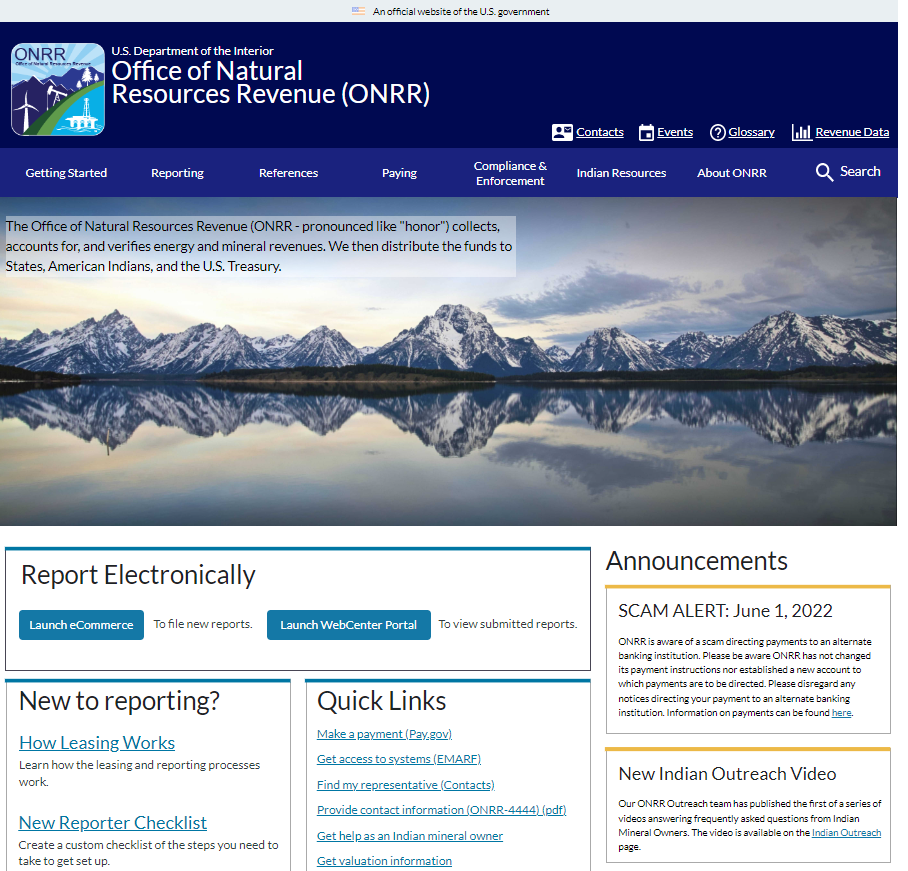 An official website of the U.S. government
ONRR
Office of Natural Resources Revenue
U.S. Department of the Interior
Office of Natural
Resources Revenue (ONRR)
Contacts
Events
Glossary
Revenue Data
Getting Started
Reporting
References
Paying
Compliance &
Enforcement
Indian Resources
About ONRR
Search
The Office of Natural Resources Revenue (ONRR - pronounced like "honor") collects,
accounts for, and verifies energy and mineral revenues. We then distribute the funds to
States, American Indians, and the U.S. Treasury.
Report Electronically
Launch eCommerce To file new reports. Launch WebCenter Portal To view submitted reports.
New to reporting?
How Leasing Works
Learn how the leasing and reporting processes
work.
New Reporter Checklist
Create a custom checklist of the steps you need to
take to get set up.
Quick Links
Make a payment (Pay.gov)
Get access to systems (EMARF)
Find my representative (Contacts)
Provide contact information (ONRR-4444) (pdf)
Get help as an Indian mineral owner
Get valuation information
Announcements
SCAM ALERT: June 1, 2022
ONRR is aware of a scam directing payments to an alternate
banking institution. Please be aware ONRR has not changed
its payment instructions nor established a new account to
which payments are to be directed. Please disregard any
notices directing your payment to an alternate banking
institution. Information on payments can be found here.
New Indian Outreach Video
Our ONRR Outreach team has published the first of a series of
videos answering frequently asked questions from Indian
Mineral Owners. The video is available on the Indian Outreach
page.